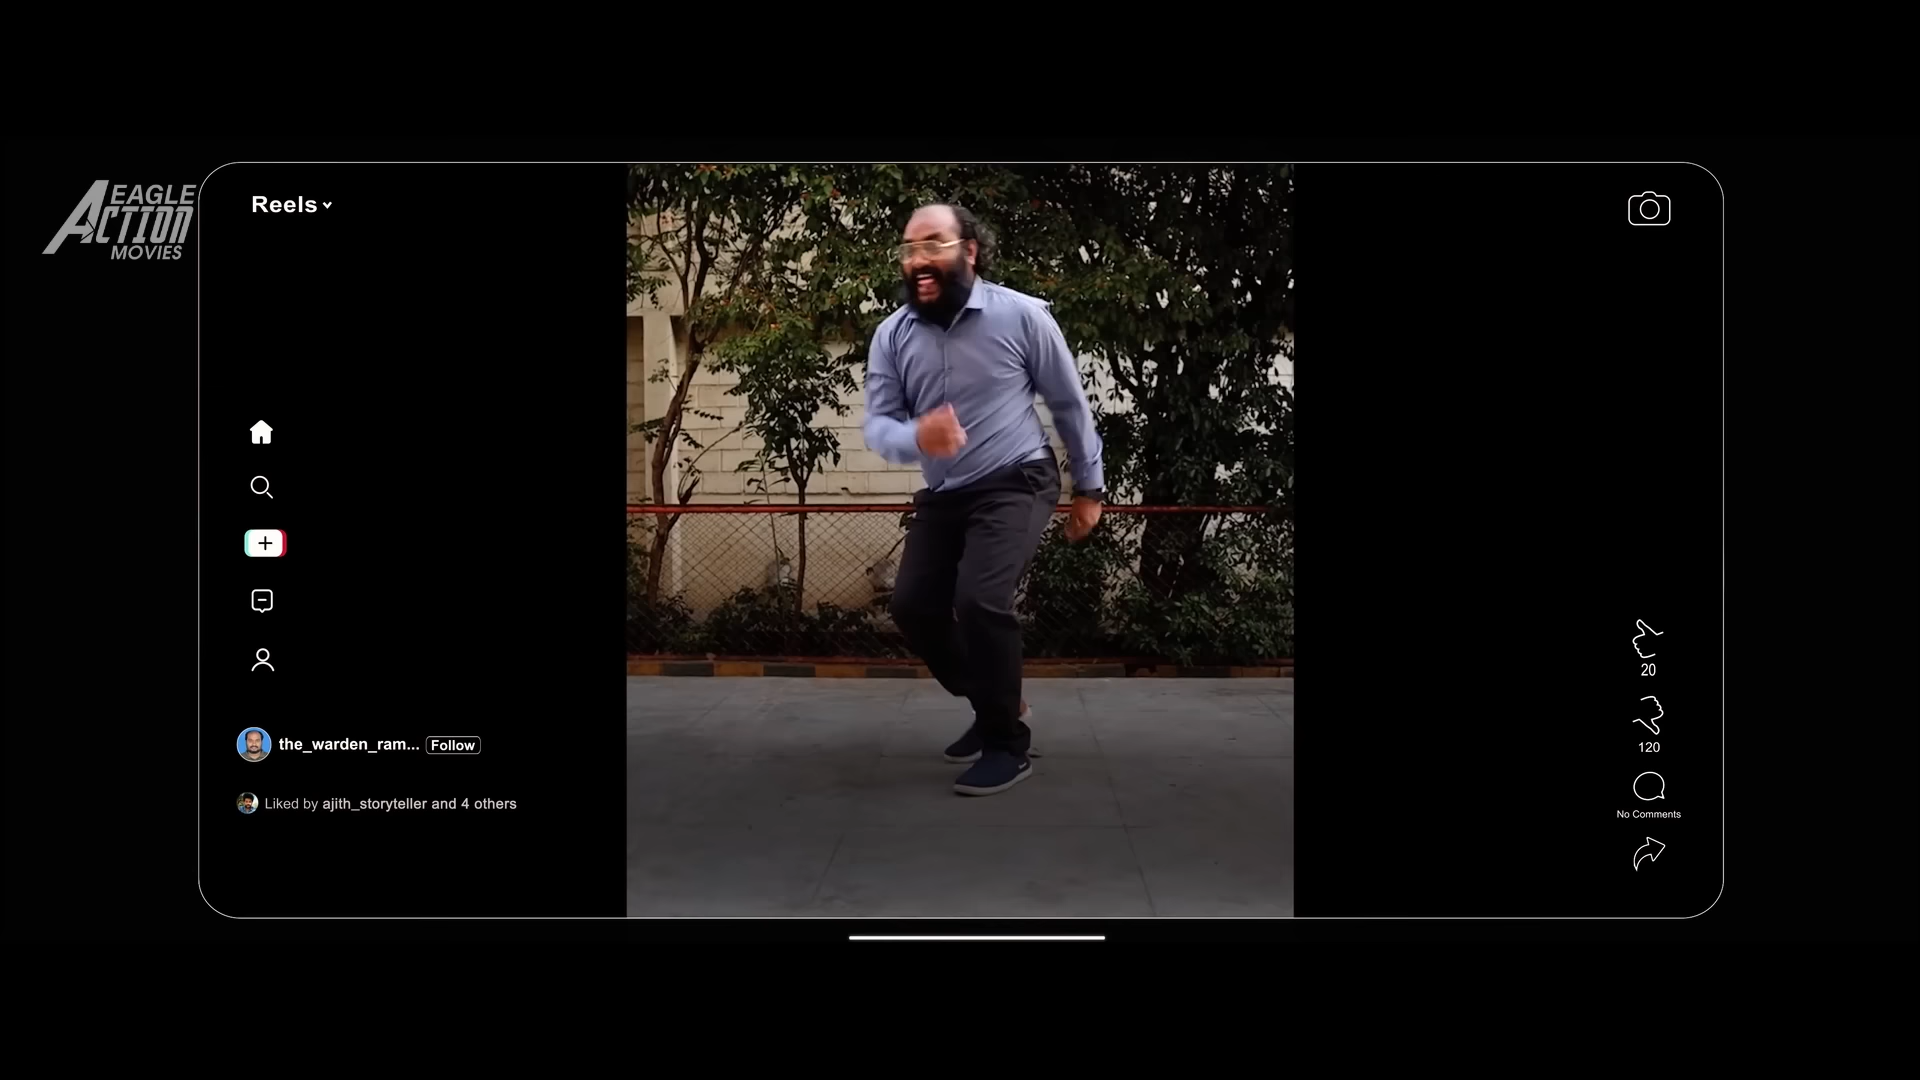 EAGLE
ACTION
MOVIES
Reels
the_warden_ram... Follow
Liked by ajith_storyteller and 4 others
20
120
No Comments